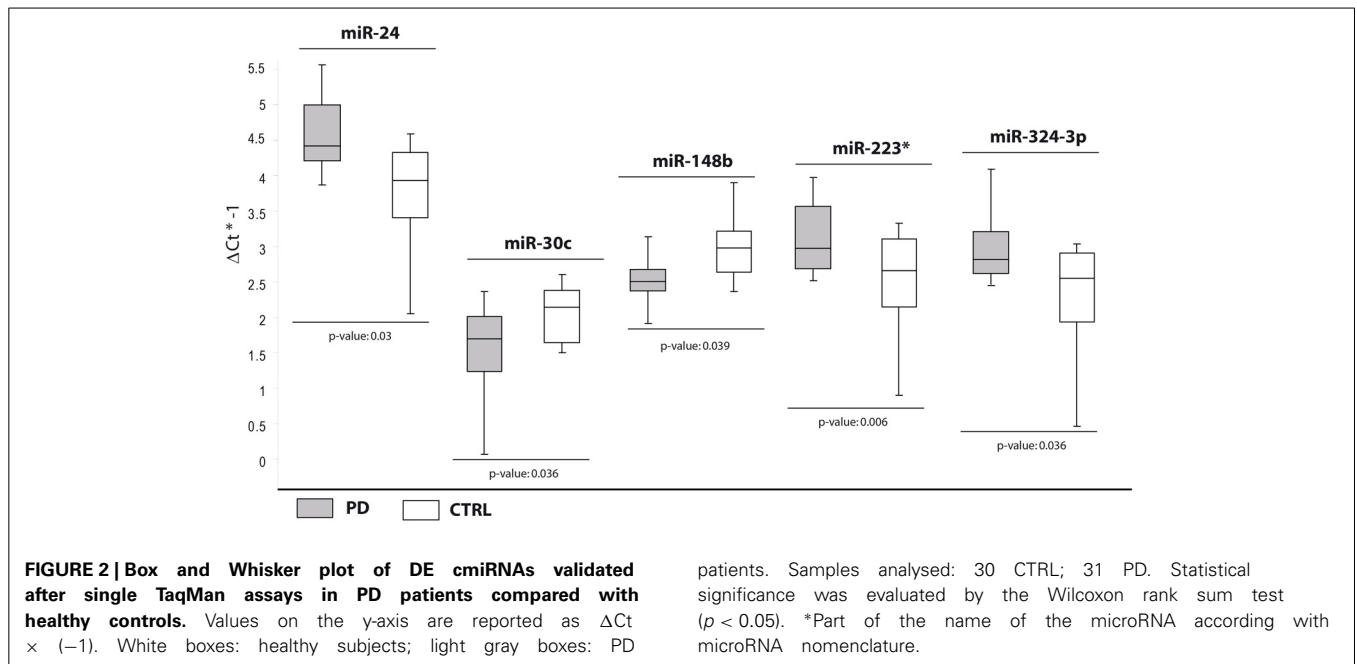 miR-24
5.5
5
4.5
4
3.5
3
2.5
2
1.5
1
0.5
0
ΔCt * -1
miR-30c
miR-148b
miR-223*
miR-324-3p
p-value: 0.03
p-value: 0.036
p-value: 0.039
p-value: 0.006
p-value: 0.036
PD CTRL
FIGURE 2 | Box and Whisker plot of DE cmiRNAs validated
after single TaqMan assays in PD patients compared with
healthy controls. Values on the y-axis are reported as ΔCt
× (−1). White boxes: healthy subjects; light gray boxes: PD
patients. Samples analysed: 30 CTRL; 31 PD. Statistical
significance was evaluated by the Wilcoxon rank sum test
(p < 0.05). *Part of the name of the microRNA according with
microRNA nomenclature.